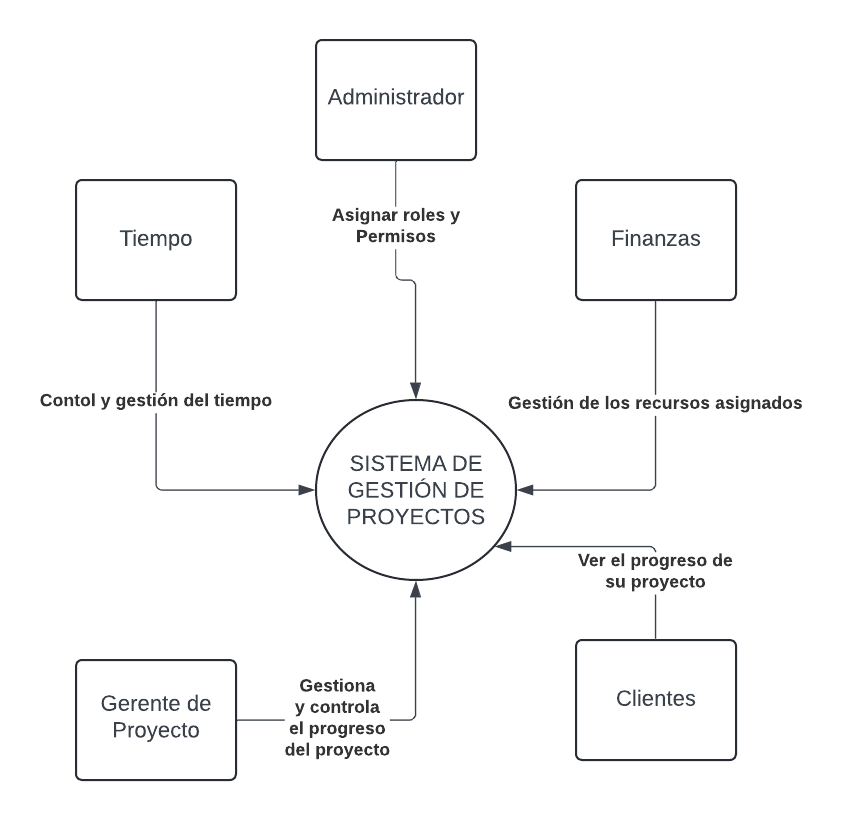 Administrador
Asignar roles y
Permisos
Tiempo
Finanzas
Contol y gestión del tiempo
Gestión de los recursos asignados
SISTEMA DE
GESTIÓN DE
PROYECTOS
Ver el progreso de
su proyecto
Gerente de
Proyecto
Gestiona
y controla
el progreso
del proyecto
Clientes